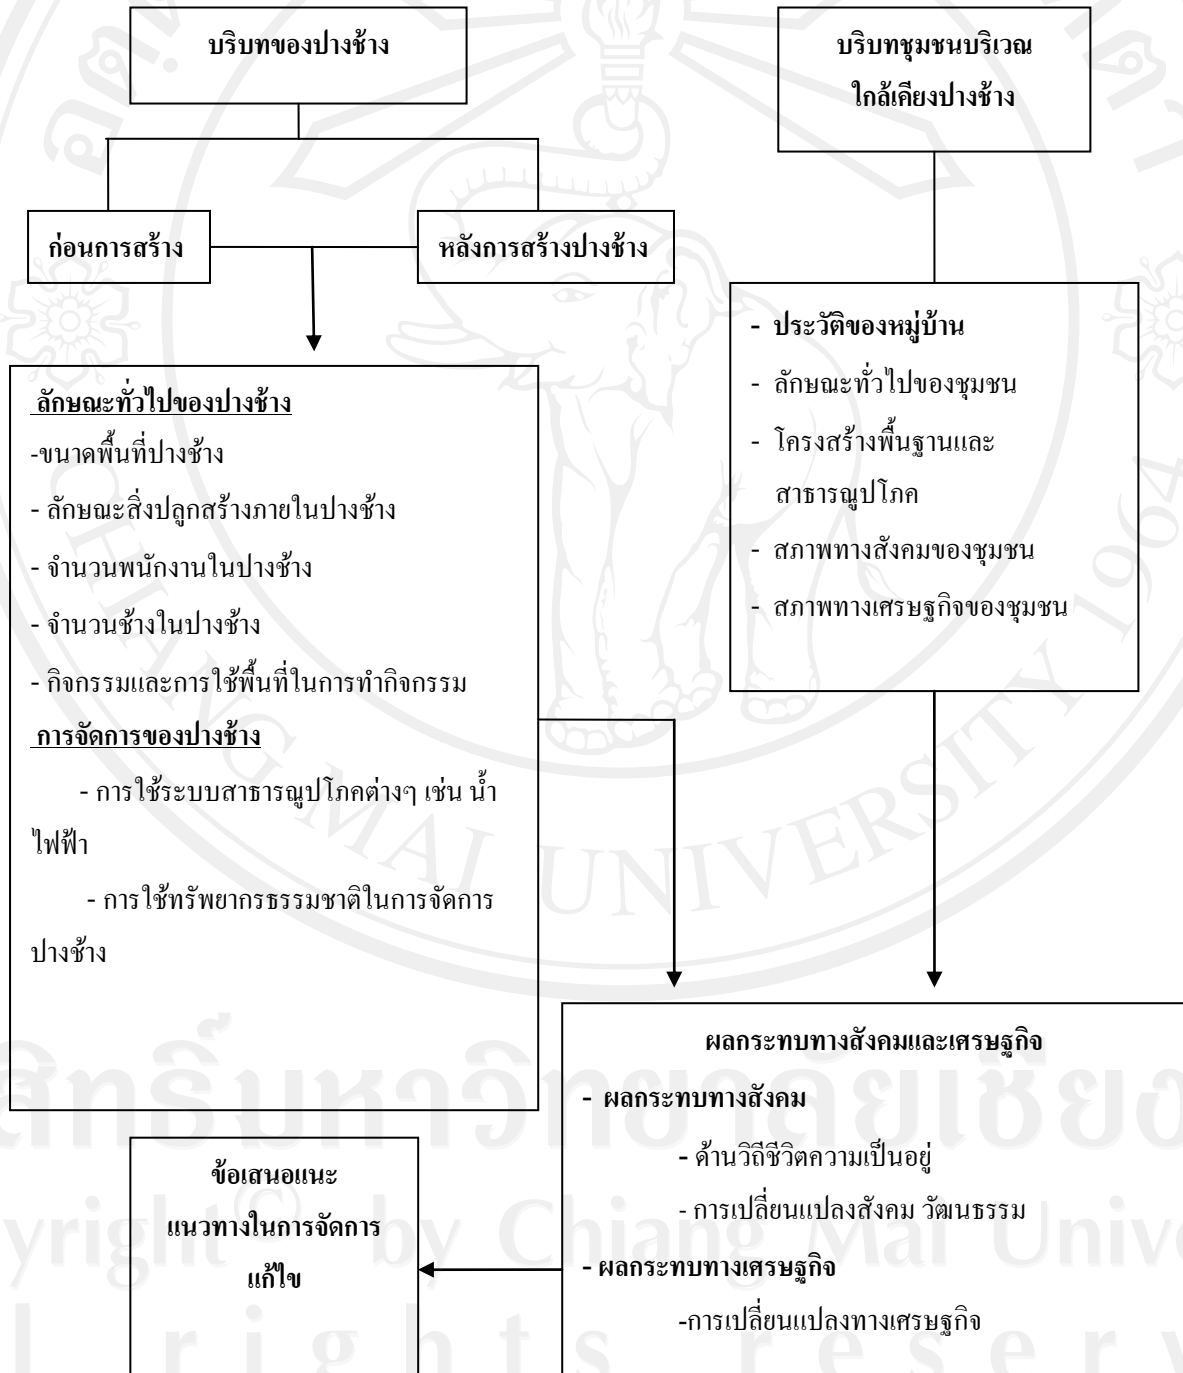 บริบทของปางช้าง
บริบทชุมชนบริเวณ
ใกล้เคียงปางช้าง
ก่อนการสร้าง
หลังการสร้างปางช้าง
ลักษณะทั่วไปของปางช้าง
-ขนาดพื้นที่ปางช้าง
- ลักษณะสิ่งปลูกสร้างภายในปางช้าง
- จำนวนพนักงานในปางช้าง
- จำนวนช้างในปางช้าง
- กิจกรรมและการใช้พื้นที่ในการทำกิจกรรม
การจัดการของปางช้าง
- การใช้ระบบสาธารณูปโภคต่างๆ เช่น น้ำ
ไฟฟ้า
- การใช้ทรัพยากรธรรมชาติในการจัดการ
ปางช้าง
- ประวัติของหมู่บ้าน
- ลักษณะทั่วไปของชุมชน
- โครงสร้างพื้นฐานและ
สาธารณูปโภค
- สภาพทางสังคมของชุมชน
- สภาพทางเศรษฐกิจของชุมชน
ผลกระทบทางสังคมและเศรษฐกิจ
- ผลกระทบทางสังคม
- ด้านวิถีชีวิตความเป็นอยู่
- การเปลี่ยนแปลงสังคม วัฒนธรรม
- ผลกระทบทางเศรษฐกิจ
-การเปลี่ยนแปลงทางเศรษฐกิจ
ข้อเสนอแนะ
แนวทางในการจัดการ
แก้ไข
CHIANG MAI UNIVERSITY 1964
by Chiang Mai